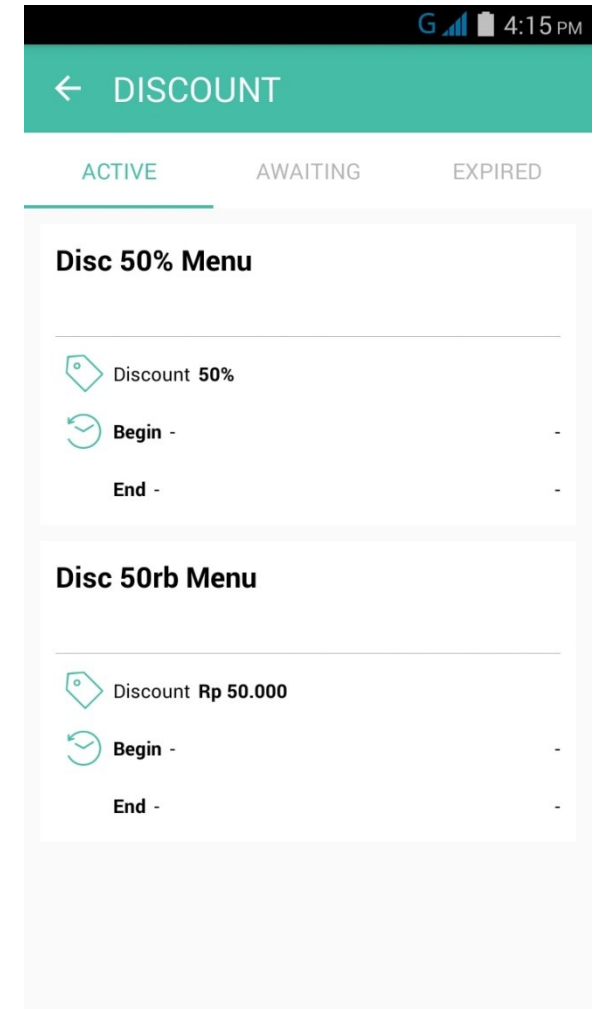 G 4:15 PM
DISCOUNT
ACTIVE AWAITING EXPIRED
Disc 50% Menu
Discount 50%
Begin - -
End - -
Disc 50rb Menu
Discount Rp 50.000
Begin - -
End - -